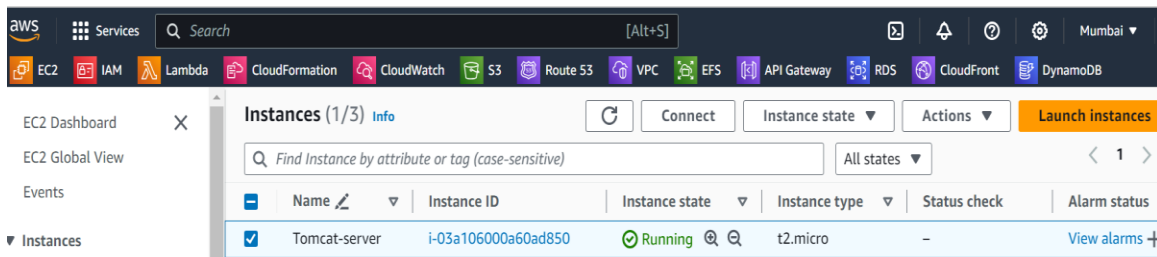 aws Services Search [Alt+S] Mumbai ▼
EC2 IAM Lambda CloudFormation CloudWatch S3 Route 53 VPC EFS API Gateway RDS CloudFront DynamoDB
EC2 Dashboard
EC2 Global View
Events
▼ Instances
Instances (1/3) Info Connect Instance state ▼ Actions ▼ Launch instances
Find Instance by attribute or tag (case-sensitive) All states ▼ < 1 >
Name Instance ID Instance state Instance type Status check Alarm status
Tomcat-server i-03a106000a60ad850 Running t2.micro – View alarms +